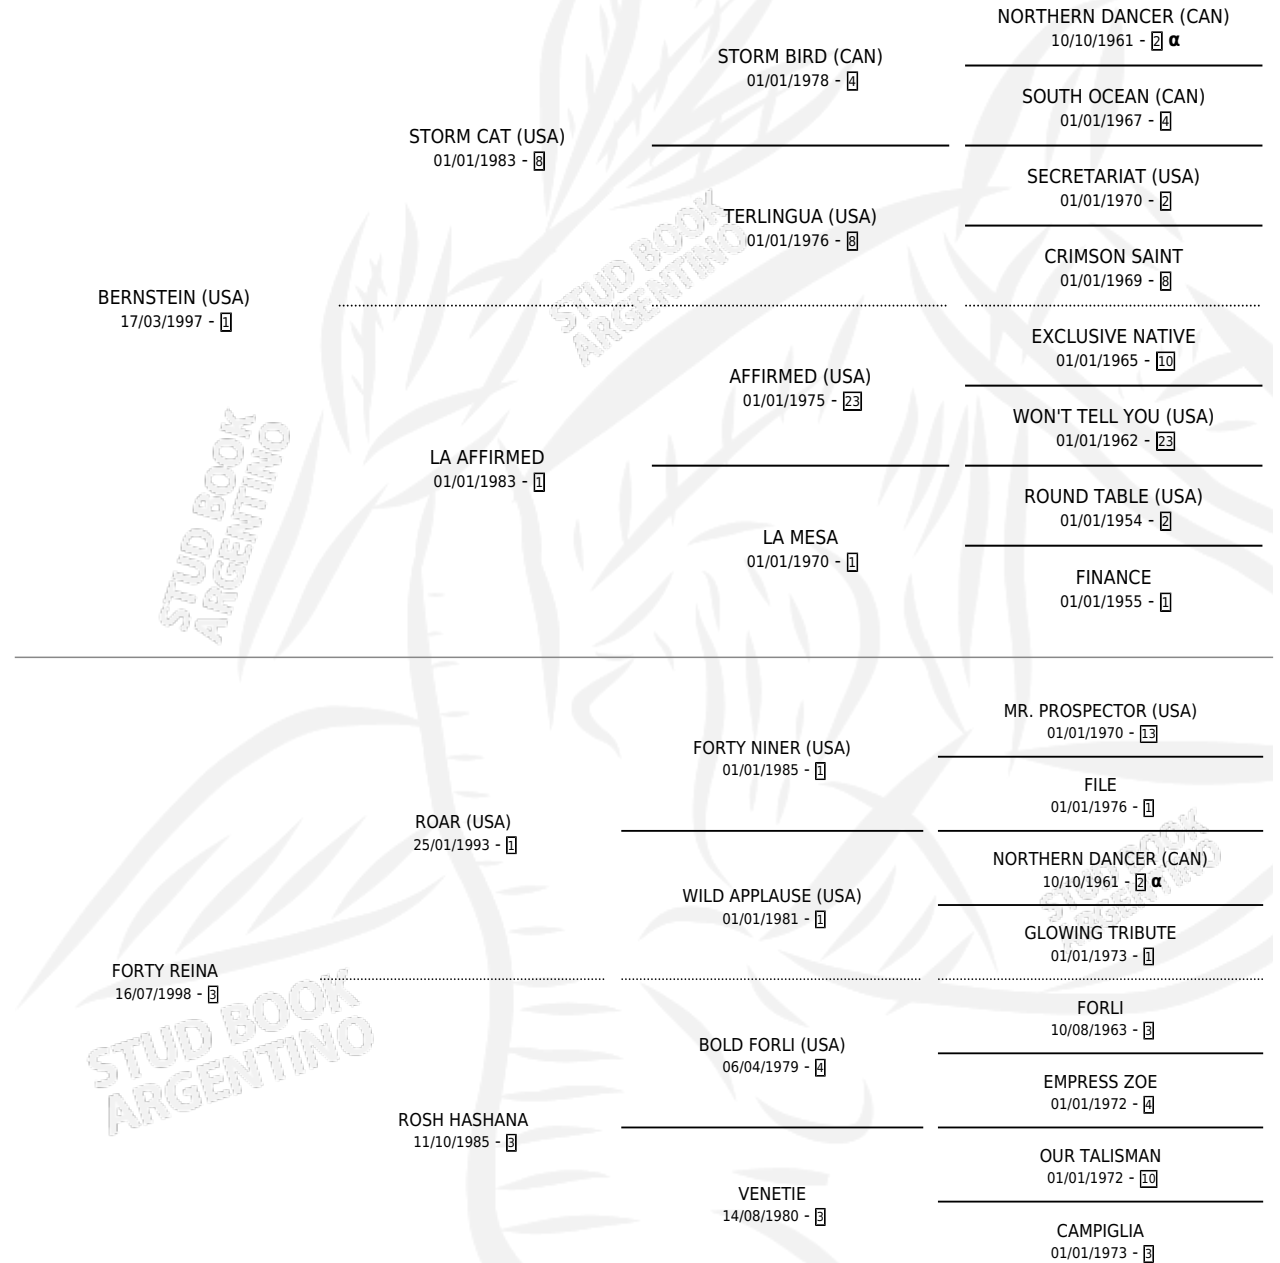 NORTHERN DANCER (CAN)
10/10/1961 - 2 α
STORM BIRD (CAN)
01/01/1978 - 4
SOUTH OCEAN (CAN)
01/01/1967 - 4
STORM CAT (USA)
01/01/1983 - 8
SECRETARIAT (USA)
01/01/1970 - 2
TERLINGUA (USA)
01/01/1976 - 8
CRIMSON SAINT
01/01/1969 - 8
BERNSTEIN (USA)
17/03/1997 - 1
EXCLUSIVE NATIVE
01/01/1965 - 10
AFFIRMED (USA)
01/01/1975 - 23
WON'T TELL YOU (USA)
01/01/1962 - 23
LA AFFIRMED
01/01/1983 - 1
ROUND TABLE (USA)
01/01/1954 - 2
LA MESA
01/01/1970 - 1
FINANCE
01/01/1955 - 1
MR. PROSPECTOR (USA)
01/01/1970 - 13
FORTY NINER (USA)
01/01/1985 - 1
FILE
01/01/1976 - 1
ROAR (USA)
25/01/1993 - 1
NORTHERN DANCER (CAN)
10/10/1961 - 2 α
WILD APPLAUSE (USA)
01/01/1981 - 1
GLOWING TRIBUTE
01/01/1973 - 1
FORTY REINA
16/07/1998 - 3
FORLI
10/08/1963 - 3
BOLD FORLI (USA)
06/04/1979 - 4
EMPRESS ZOE
01/01/1972 - 4
ROSH HASHANA
11/10/1985 - 3
OUR TALISMAN
01/01/1972 - 10
VENETIE
14/08/1980 - 3
CAMPIGLIA
01/01/1973 - 3
STUD BOOK
ARGENTINO
STUD BOOK
ARGENTINO
STUD BOOK
ARGENTINO
STUD BOOK
ARGENTINO